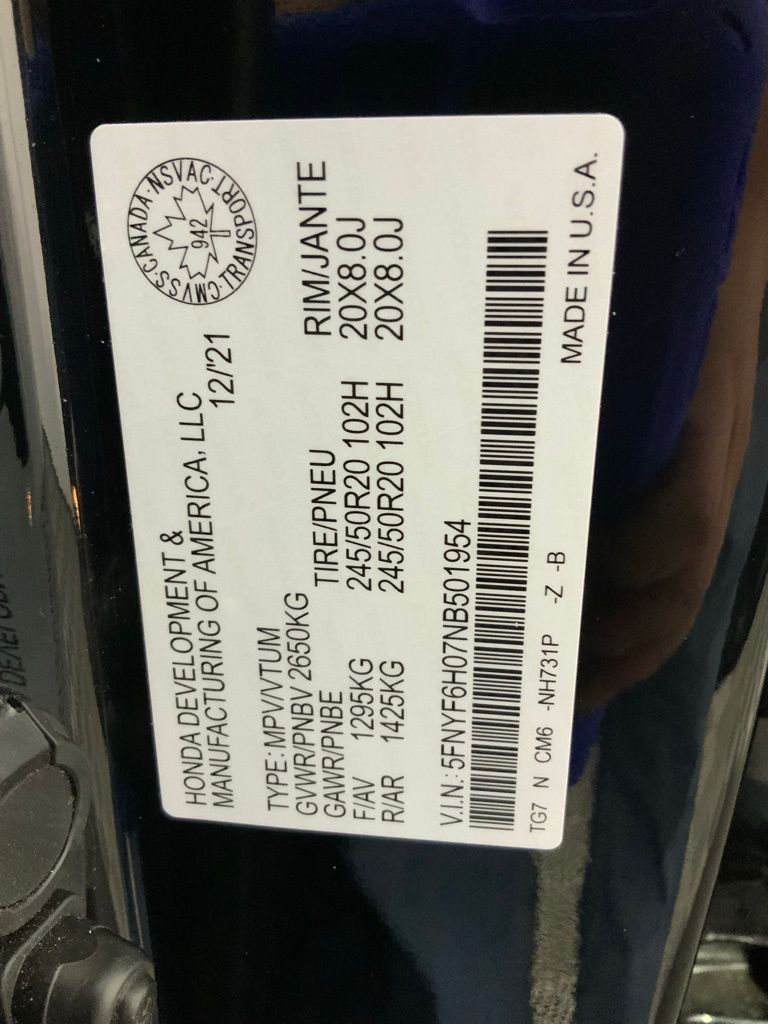 HONDA DEVELOPMENT &
MANUFACTURING OF AMERICA, LLC
12/'21
CMVSS·CANADA·NSVAC·TRANSPORT·
942
TYPE: MPV/VTUM
GVWR/PNBV 2650KG
GAWR/PNBE TIRE/PNEU RIM/JANTE
F/AV 1295KG 245/50R20 102H 20X8.0J
R/AR 1425KG 245/50R20 102H 20X8.0J
V.I.N.: 5FNYF6H07NB501954
TG7 N CM6 -NH731P -Z -B
MADE IN U.S.A.